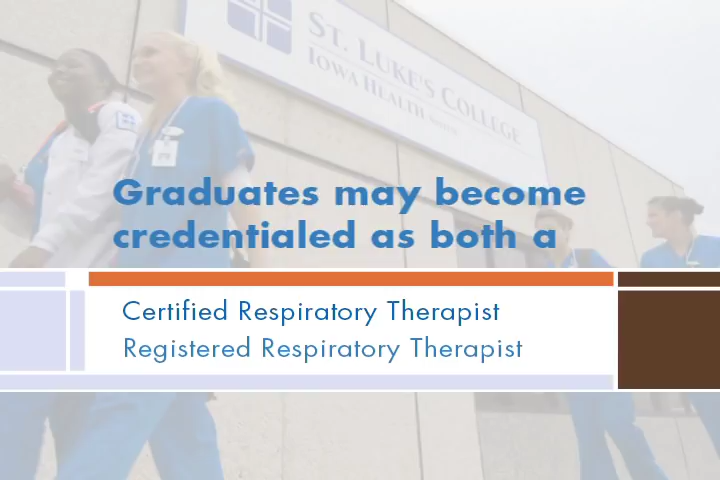 ST. LUKE'S COLLEGE
IOWA HEALTH
Graduates may become
credentialed as both a
Certified Respiratory Therapist
Registered Respiratory Therapist